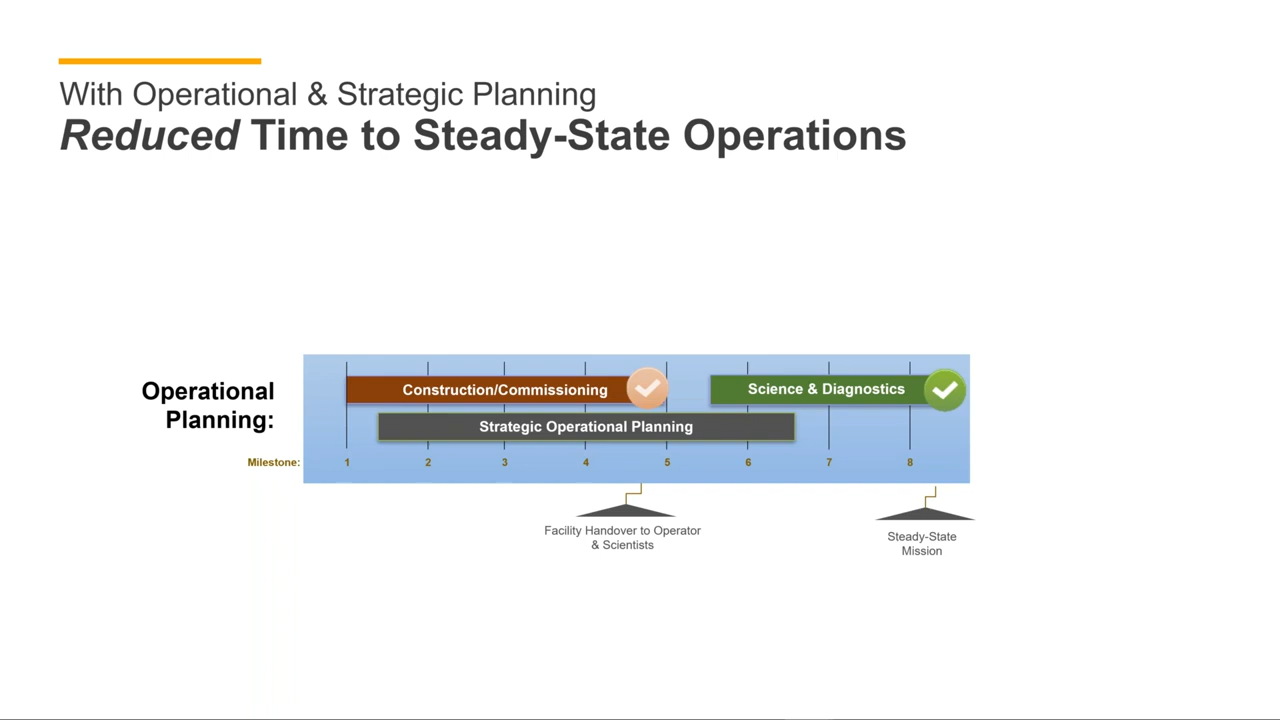 With Operational & Strategic Planning
Reduced Time to Steady-State Operations
Operational
Planning:
Construction/Commissioning
Science & Diagnostics
Strategic Operational Planning
Milestone: 1 2 3 4 5 6 7 8
Facility Handover to Operator
& Scientists
Steady-State
Mission